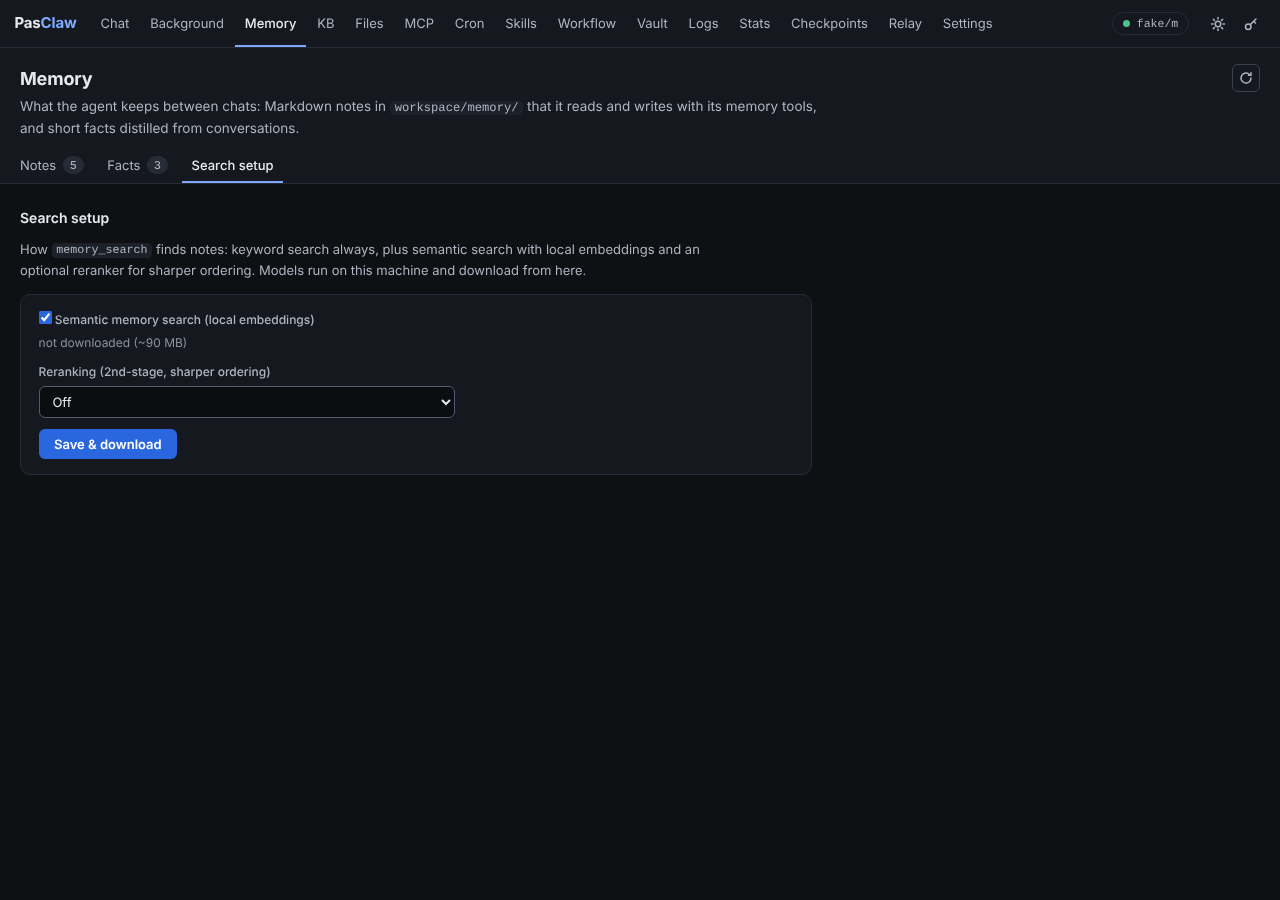 PasClaw Chat Background Memory KB Files MCP Cron Skills Workflow Vault Logs Stats Checkpoints Relay Settings fake/m
Memory
What the agent keeps between chats: Markdown notes in workspace/memory/ that it reads and writes with its memory tools,
and short facts distilled from conversations.
Notes 5 Facts 3 Search setup
Search setup
How memory_search finds notes: keyword search always, plus semantic search with local embeddings and an
optional reranker for sharper ordering. Models run on this machine and download from here.
Semantic memory search (local embeddings)
not downloaded (~90 MB)
Reranking (2nd-stage, sharper ordering)
Off
Save & download